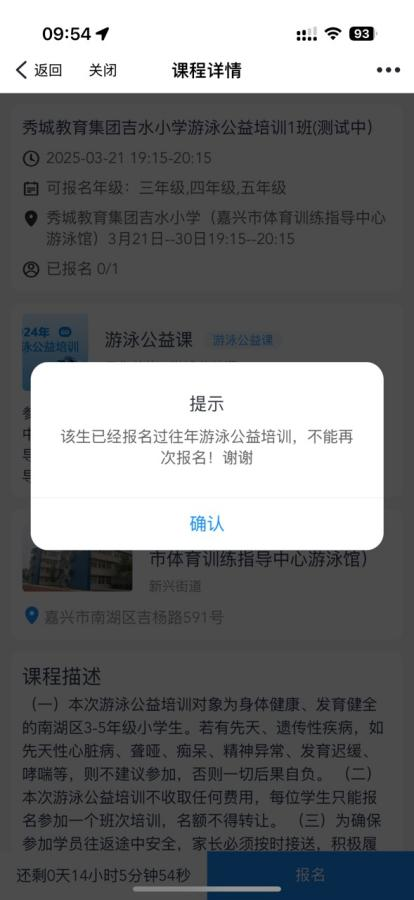 09:54
93
返回
关闭
课程详情
秀城教育集团吉水小学游泳公益培训1班(测试中)
2025-03-21 19:15-20:15
可报名年级：三年级,四年级,五年级
秀城教育集团吉水小学（嘉兴市体育训练指导中心
游泳馆）3月21日--30日19:15--20:15
已报名 0/1
24年
泳公益培训
游泳公益课
游泳公益课
提示
该生已经报名过往年游泳公益培训，不能再
次报名！谢谢
确认
市体育训练指导中心游泳馆）
新兴街道
嘉兴市南湖区吉杨路591号
课程描述
（一）本次游泳公益培训对象为身体健康、发育健全
的南湖区3-5年级小学生。若有先天、遗传性疾病，如
先天性心脏病、聋哑、痴呆、精神异常、发育迟缓、
哮喘等，则不建议参加，否则一切后果自负。（二）
本次游泳公益培训不收取任何费用，每位学生只能报
名参加一个班次培训，名额不得转让。（三）为确保
参加学员往返途中安全，家长必须按时接送，积极履
还剩0天14小时5分钟54秒
报名